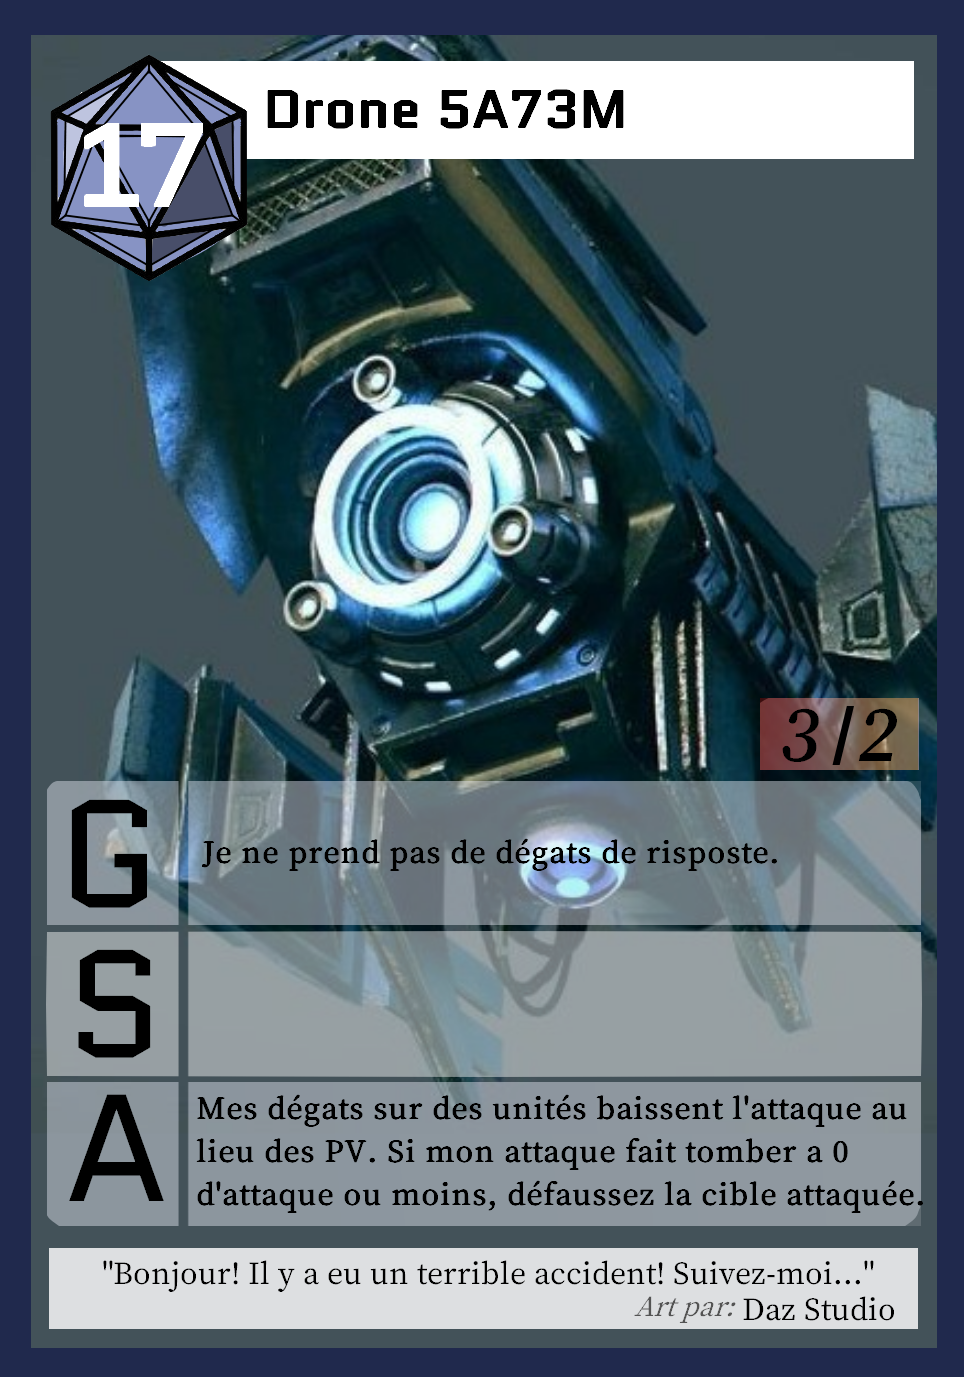 17
Drone 5A73M
3/2
G
Je ne prend pas de dégats de risposte.
S
A
Mes dégats sur des unités baissent l'attaque au
lieu des PV. Si mon attaque fait tomber a 0
d'attaque ou moins, défaussez la cible attaquée.
"Bonjour! Il y a eu un terrible accident! Suivez-moi..."
Art par: Daz Studio